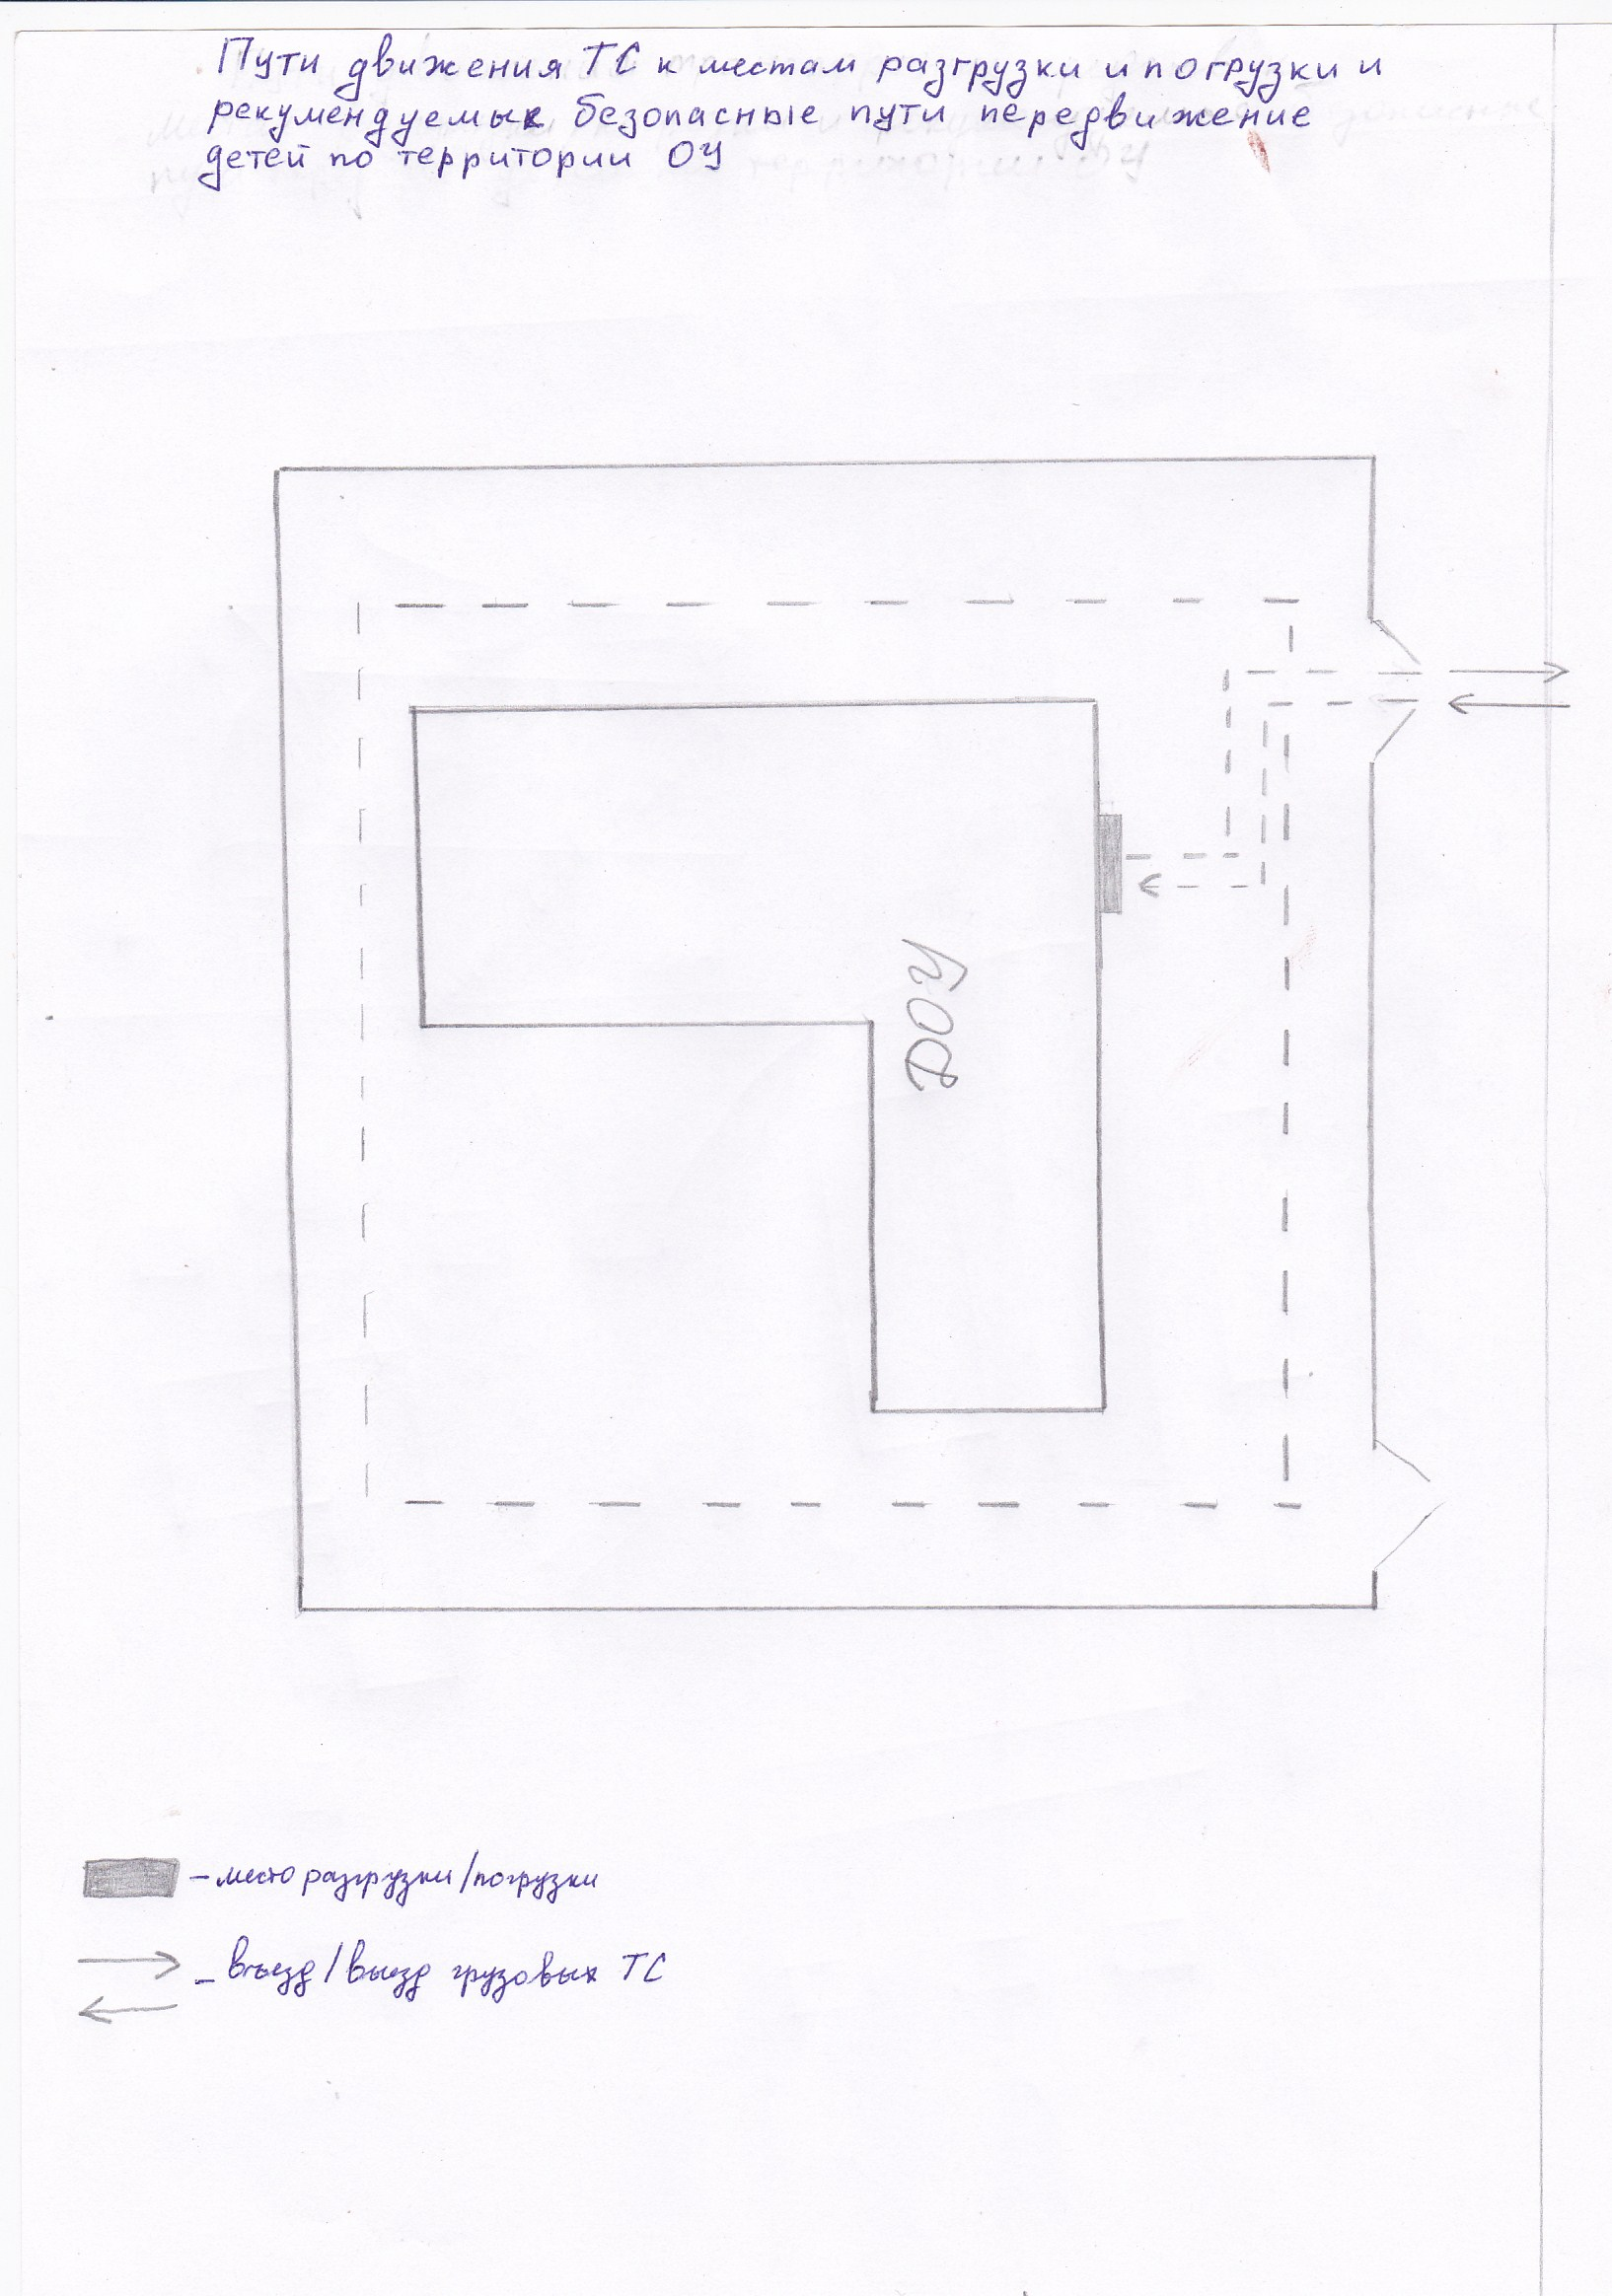 Пути движения ТС к местам разгрузки и погрузки и
рекумендуемых безопасные пути передвижение
детей по территории ОУ
ДОУ
– место разгрузки/погрузки
– въезд/выезд грузовых ТС